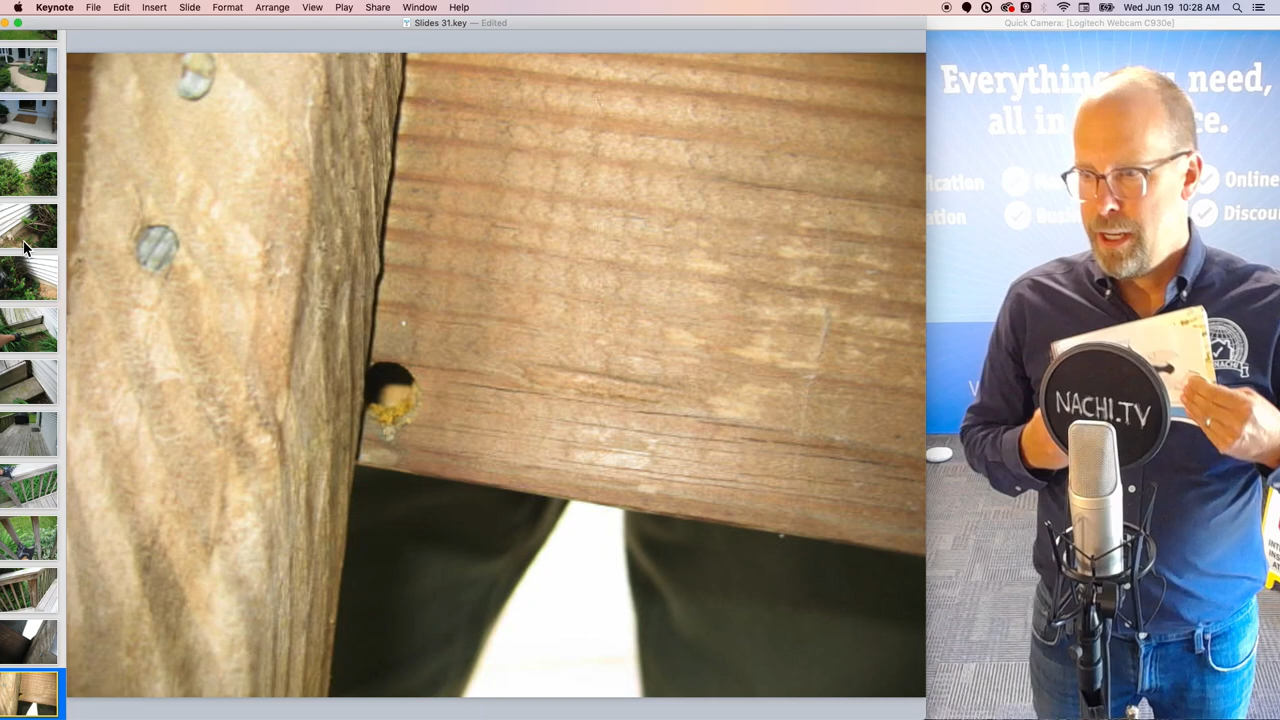 Keynote File Edit Insert Slide Format Arrange View Play Share Window Help
Wed Jun 19 10:28 AM
Slides 31.key — Edited
Quick Camera: [Logitech Webcam C930e]
Everything need,
all in ce.
Online
Discou
NACHI.TV